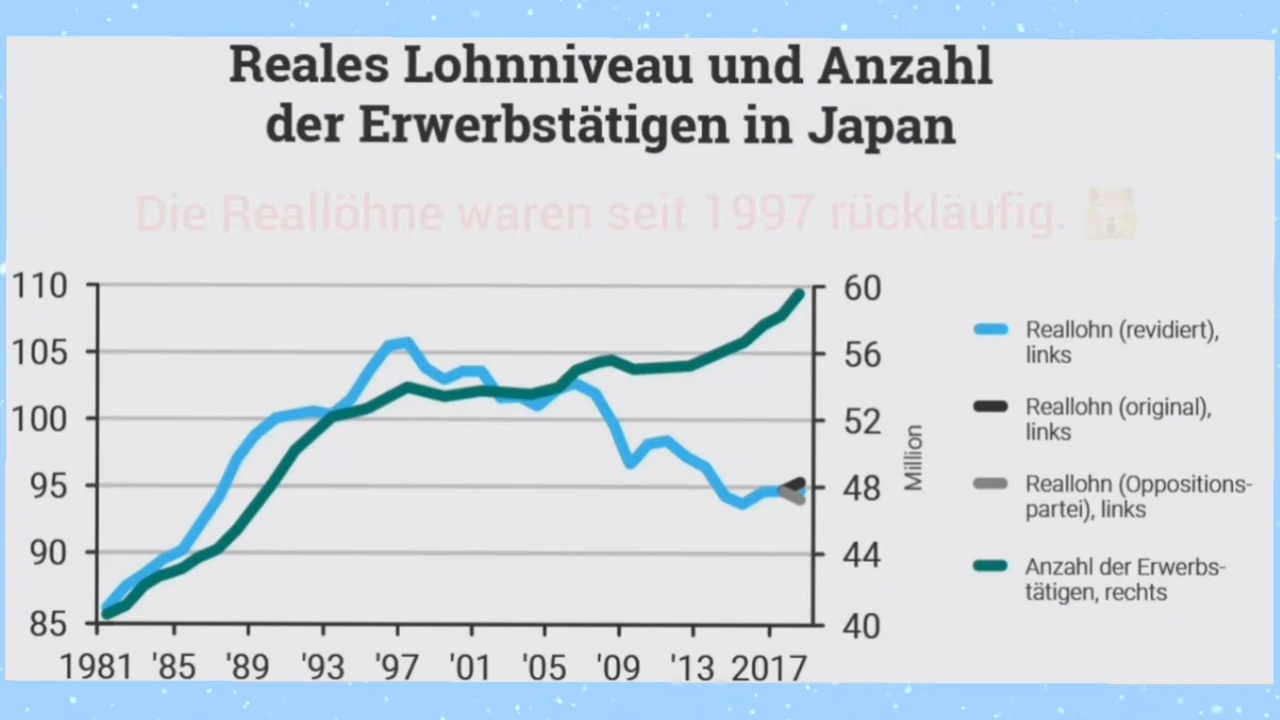 Reales Lohnniveau und Anzahl
der Erwerbstätigen in Japan
Die Reallöhne waren seit 1997 rückläufig.
110
105
100
95
90
85
60
56
52
48
44
40
Million
1981 '85 '89 '93 '97 '01 '05 '09 '13 2017
Reallohn (revidiert),
links
Reallohn (original),
links
Reallohn (Oppositions-
partei), links
Anzahl der Erwerbs-
tätigen, rechts